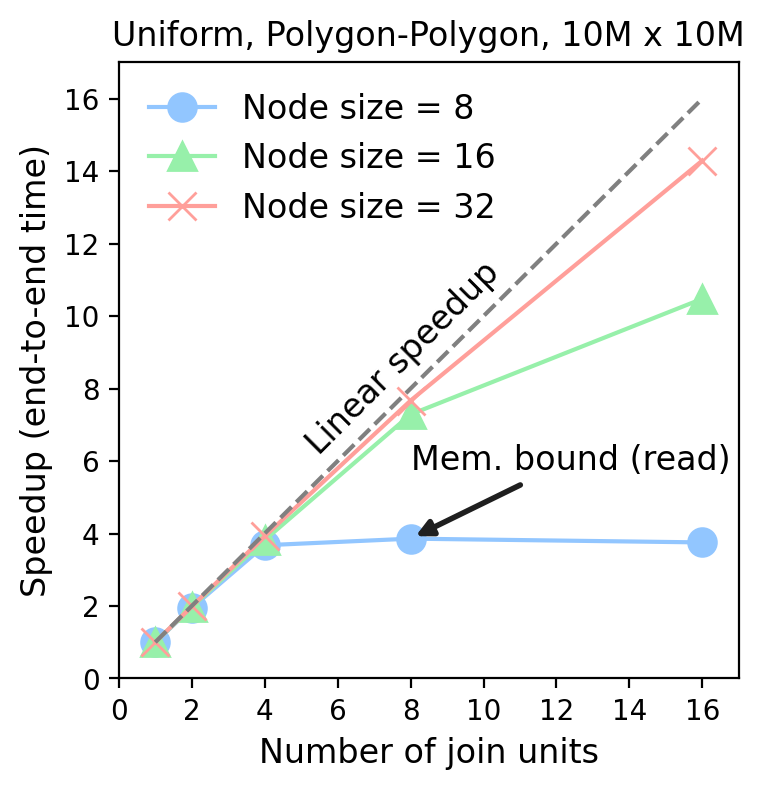 Uniform, Polygon-Polygon, 10M x 10M
Node size = 8
Node size = 16
Node size = 32
Linear speedup
Mem. bound (read)
Speedup (end-to-end time)
16
14
12
10
8
6
4
2
0
0 2 4 6 8 10 12 14 16
Number of join units